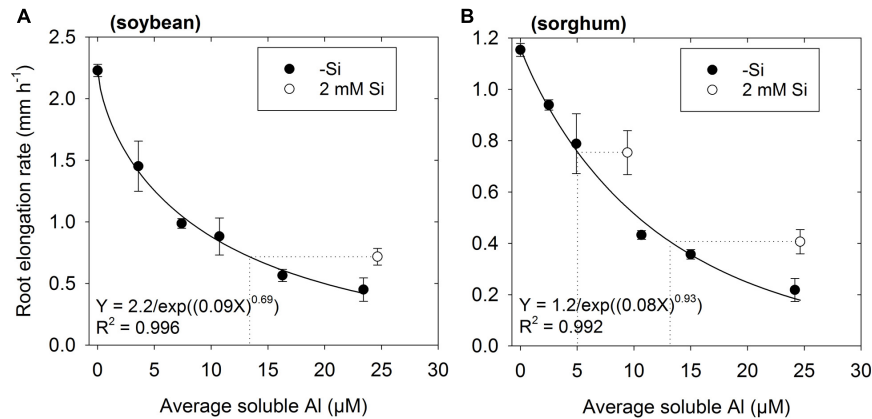 A
(soybean)
2.5
2.0
1.5
1.0
0.5
0.0
Root elongation rate (mm h⁻¹)
-Si
2 mM Si
Y = 2.2/exp((0.09X)^0.69)
R² = 0.996
0 5 10 15 20 25 30
Average soluble Al (µM)
B
(sorghum)
1.2
1.0
0.8
0.6
0.4
0.2
0.0
-Si
2 mM Si
Y = 1.2/exp((0.08X)^0.93)
R² = 0.992
0 5 10 15 20 25 30
Average soluble Al (µM)